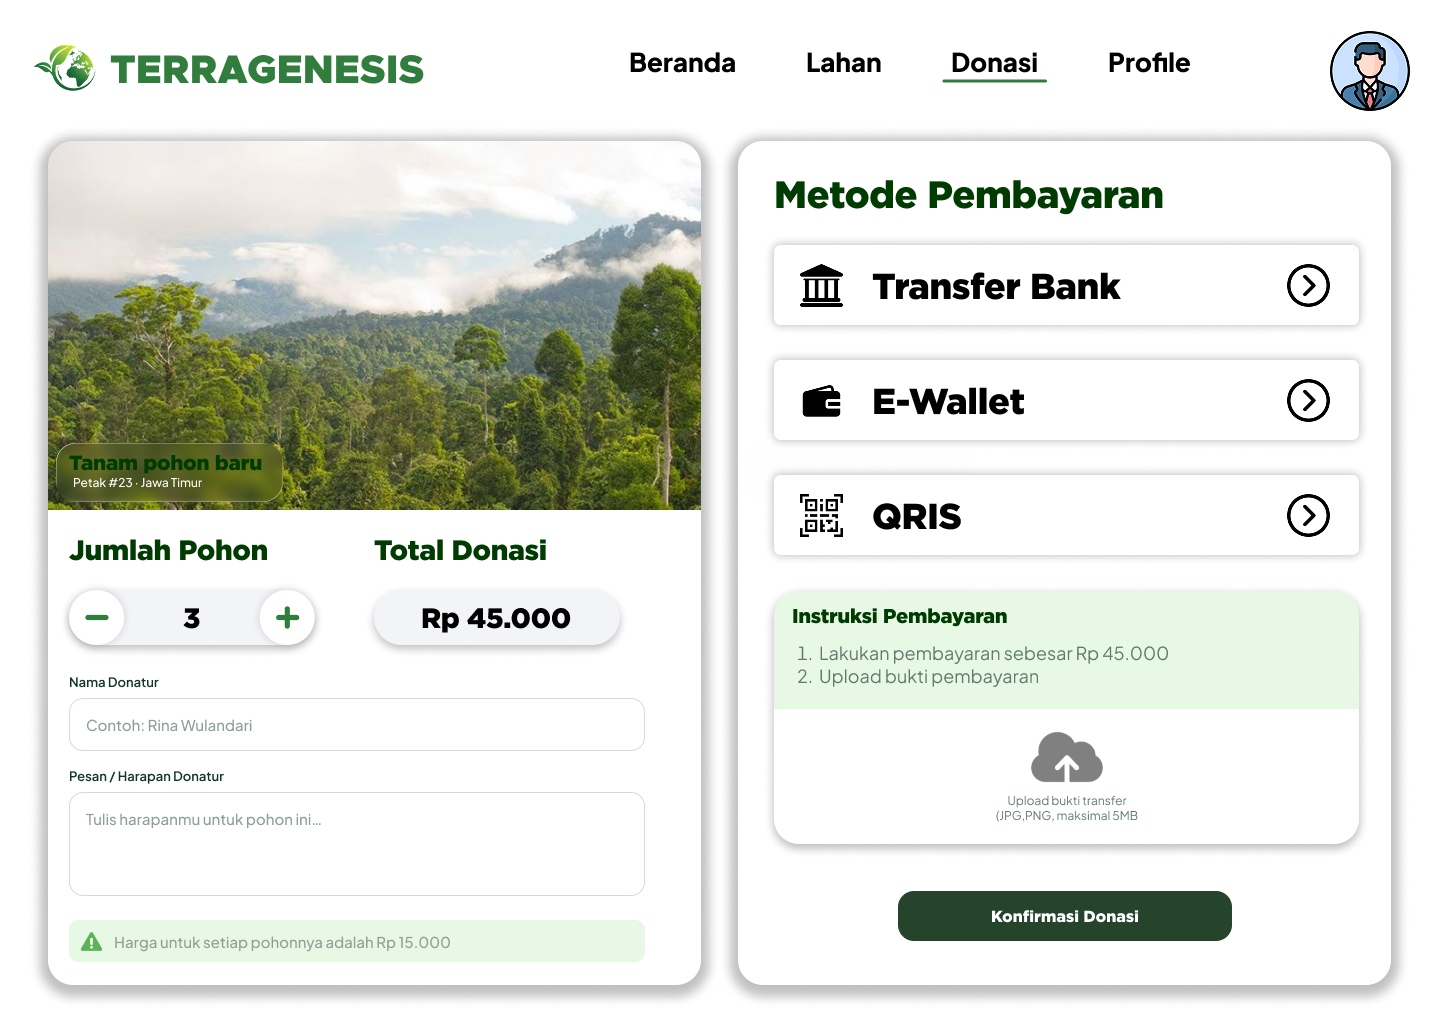 TERRAGENESIS
Beranda
Lahan
Donasi
Profile
Tanam pohon baru
Petak #23 · Jawa Timur
Jumlah Pohon
Total Donasi
3
Rp 45.000
Nama Donatur
Contoh: Rina Wulandari
Pesan / Harapan Donatur
Tulis harapanmu untuk pohon ini...
Harga untuk setiap pohonnya adalah Rp 15.000
Metode Pembayaran
Transfer Bank
E-Wallet
QRIS
Instruksi Pembayaran
1. Lakukan pembayaran sebesar Rp 45.000
2. Upload bukti pembayaran
Upload bukti transfer
(JPG,PNG, maksimal 5MB
Konfirmasi Donasi